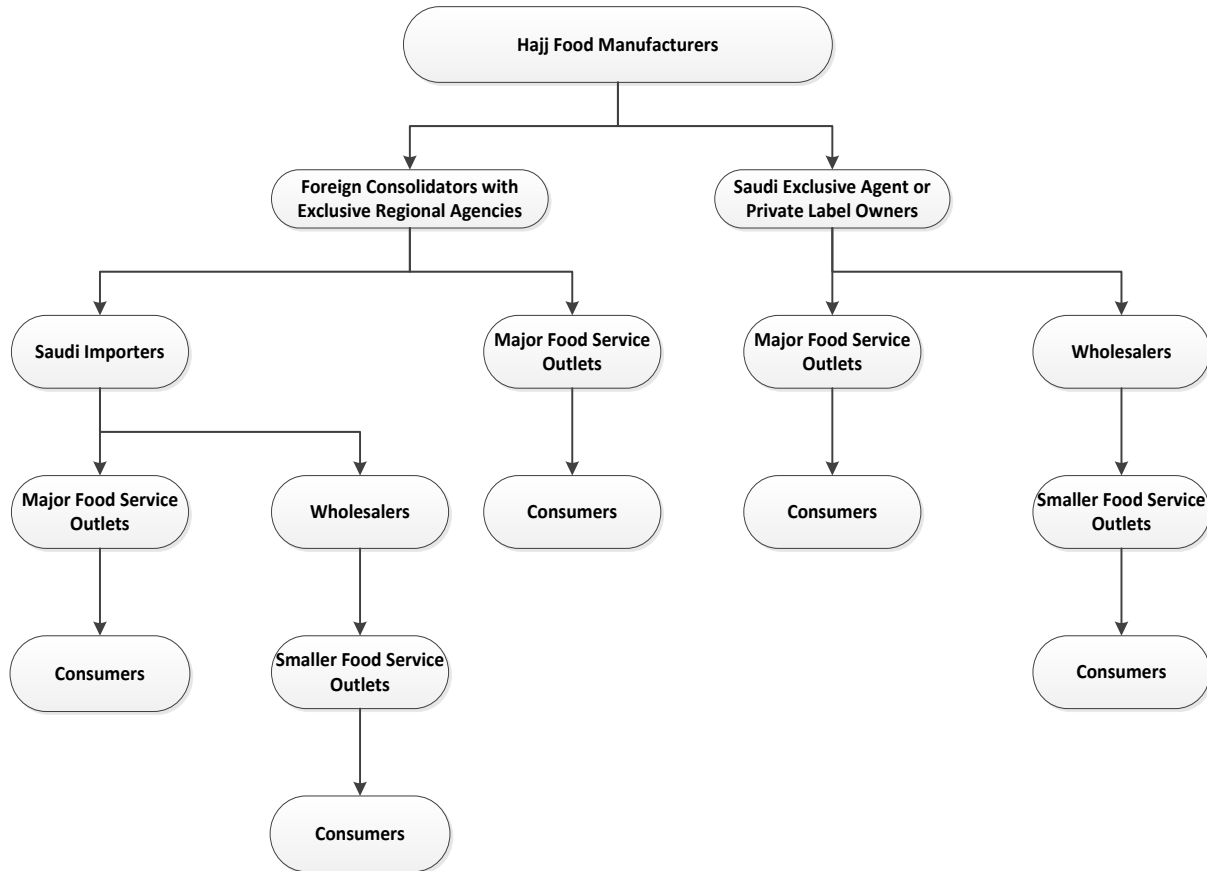 Hajj Food Manufacturers
Foreign Consolidators with
Exclusive Regional Agencies
Saudi Exclusive Agent or
Private Label Owners
Saudi Importers
Major Food Service
Outlets
Major Food Service
Outlets
Wholesalers
Major Food Service
Outlets
Wholesalers
Consumers
Consumers
Smaller Food Service
Outlets
Consumers
Smaller Food Service
Outlets
Consumers
Consumers